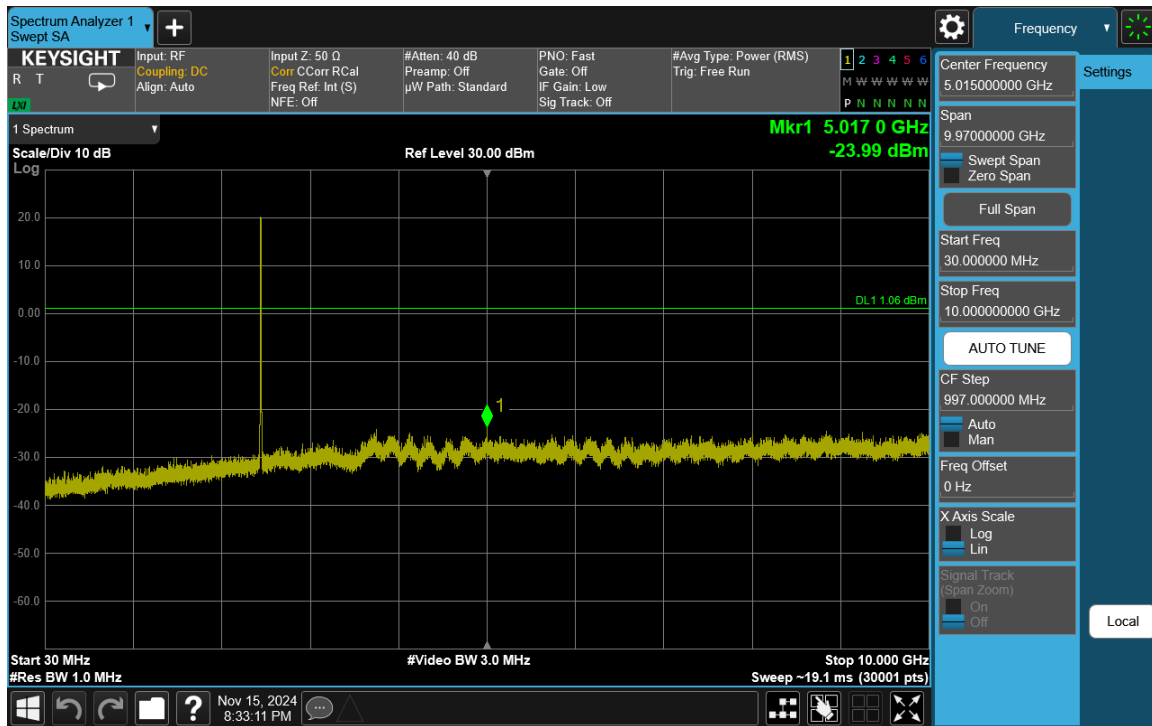 Spectrum Analyzer 1
Swept SA
+
Frequency
KEYSIGHT
R T
LXI
Input: RF
Coupling: DC
Align: Auto
Input Z: 50 Ω
Corr CCorr RCal
Freq Ref: Int (S)
NFE: Off
#Atten: 40 dB
Preamp: Off
µW Path: Standard
PNO: Fast
Gate: Off
IF Gain: Low
Sig Track: Off
#Avg Type: Power (RMS)
Trig: Free Run
1 2 3 4 5 6
M W W W W W
P N N N N N
1 Spectrum
Scale/Div 10 dB
Log
Ref Level 30.00 dBm
Mkr1 5.017 0 GHz
-23.99 dBm
20.0
10.0
0.00
-10.0
-20.0
-30.0
-40.0
-50.0
-60.0
DL1 1.06 dBm
1
Start 30 MHz
#Res BW 1.0 MHz
#Video BW 3.0 MHz
Stop 10.000 GHz
Sweep ~19.1 ms (30001 pts)
?
Nov 15, 2024
8:33:11 PM
Center Frequency
5.015000000 GHz
Settings
Span
9.97000000 GHz
Swept Span
Zero Span
Full Span
Start Freq
30.000000 MHz
Stop Freq
10.000000000 GHz
AUTO TUNE
CF Step
997.000000 MHz
Auto
Man
Freq Offset
0 Hz
X Axis Scale
Log
Lin
Signal Track
(Span Zoom)
On
Off
Local